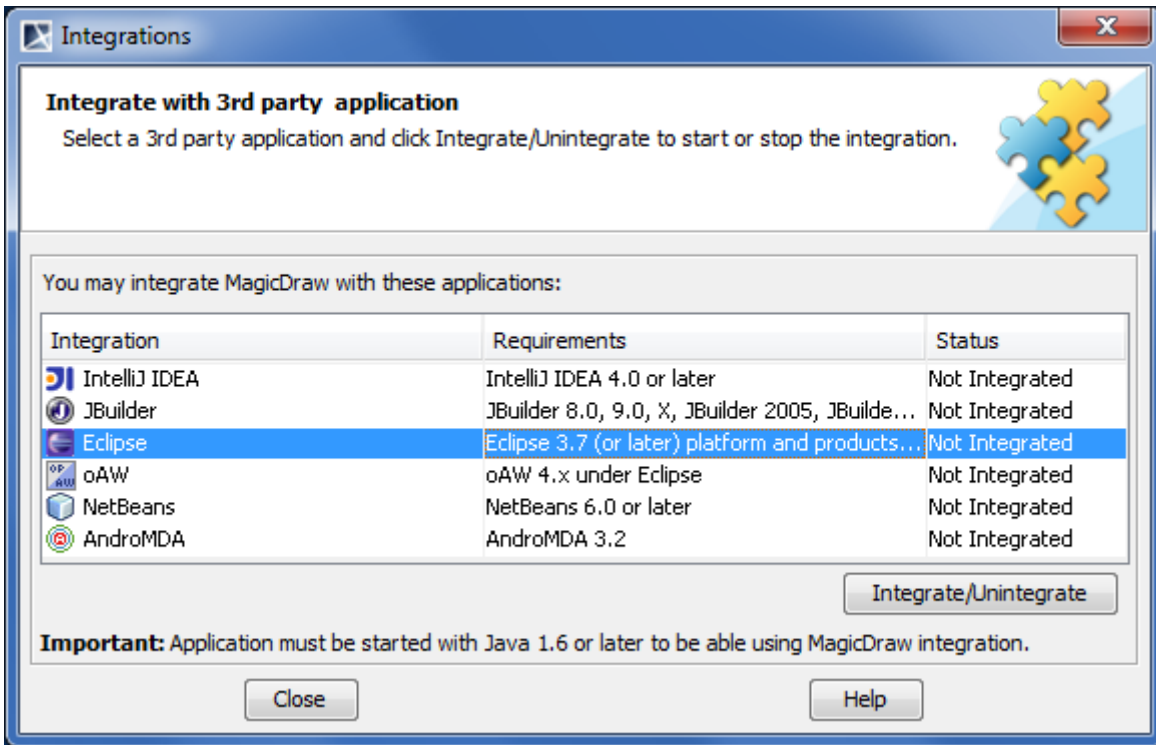 Integrations
Integrate with 3rd party application
Select a 3rd party application and click Integrate/Unintegrate to start or stop the integration.
You may integrate MagicDraw with these applications:
Integration Requirements Status
IntelliJ IDEA IntelliJ IDEA 4.0 or later Not Integrated
JBuilder JBuilder 8.0, 9.0, X, JBuilder 2005, JBuilde... Not Integrated
Eclipse Eclipse 3.7 (or later) platform and products... Not Integrated
oAW oAW 4.x under Eclipse Not Integrated
NetBeans NetBeans 6.0 or later Not Integrated
AndroMDA AndroMDA 3.2 Not Integrated
Integrate/Unintegrate
Important: Application must be started with Java 1.6 or later to be able using MagicDraw integration.
Close Help